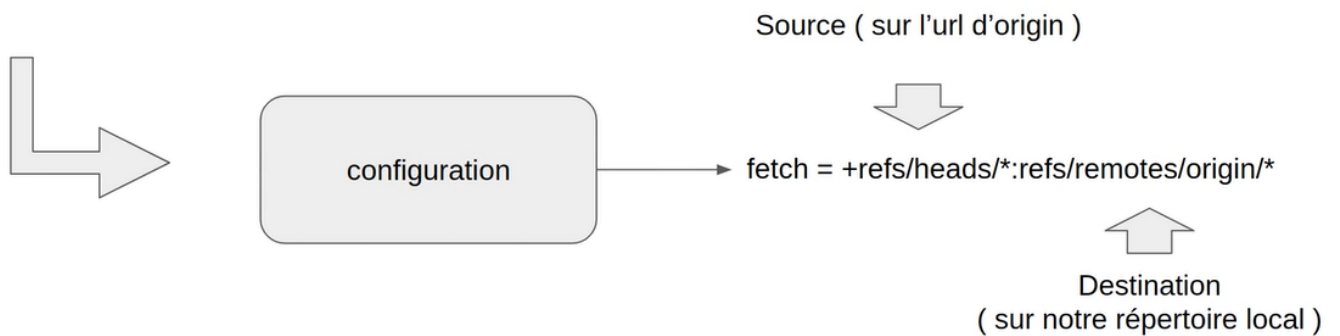 Source ( sur l’url d’origin )
configuration
fetch = +refs/heads/*:refs/remotes/origin/*
Destination
( sur notre répertoire local )